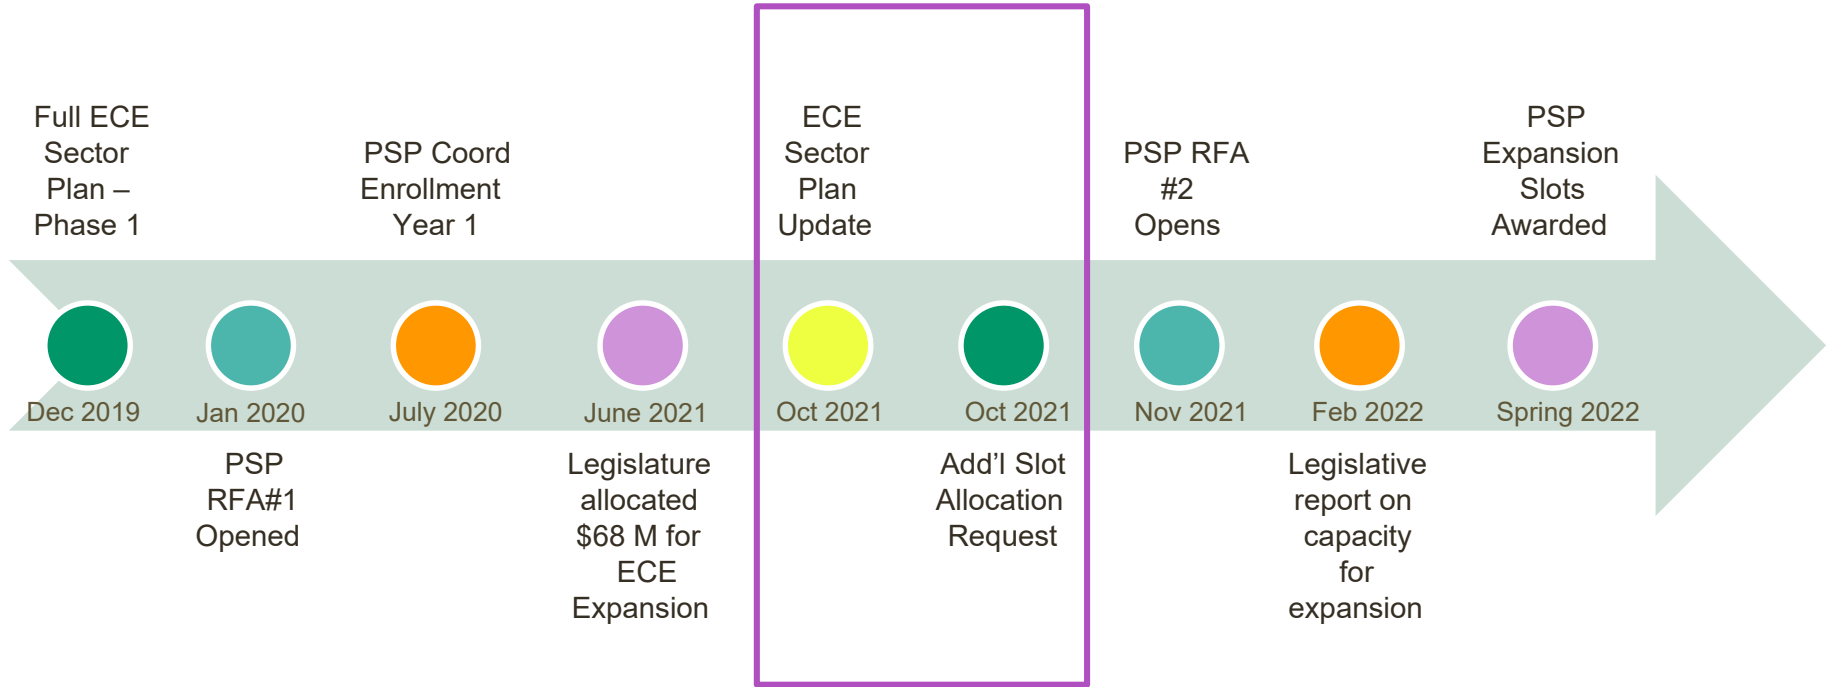 Full ECE
Sector
Plan –
Phase 1
PSP Coord
Enrollment
Year 1
ECE
Sector
Plan
Update
PSP RFA
#2
Opens
PSP
Expansion
Slots
Awarded
Dec 2019
Jan 2020
July 2020
June 2021
Oct 2021
Oct 2021
Nov 2021
Feb 2022
Spring 2022
PSP
RFA#1
Opened
Legislature
allocated
$68 M for
ECE
Expansion
Add’l Slot
Allocation
Request
Legislative
report on
capacity
for
expansion